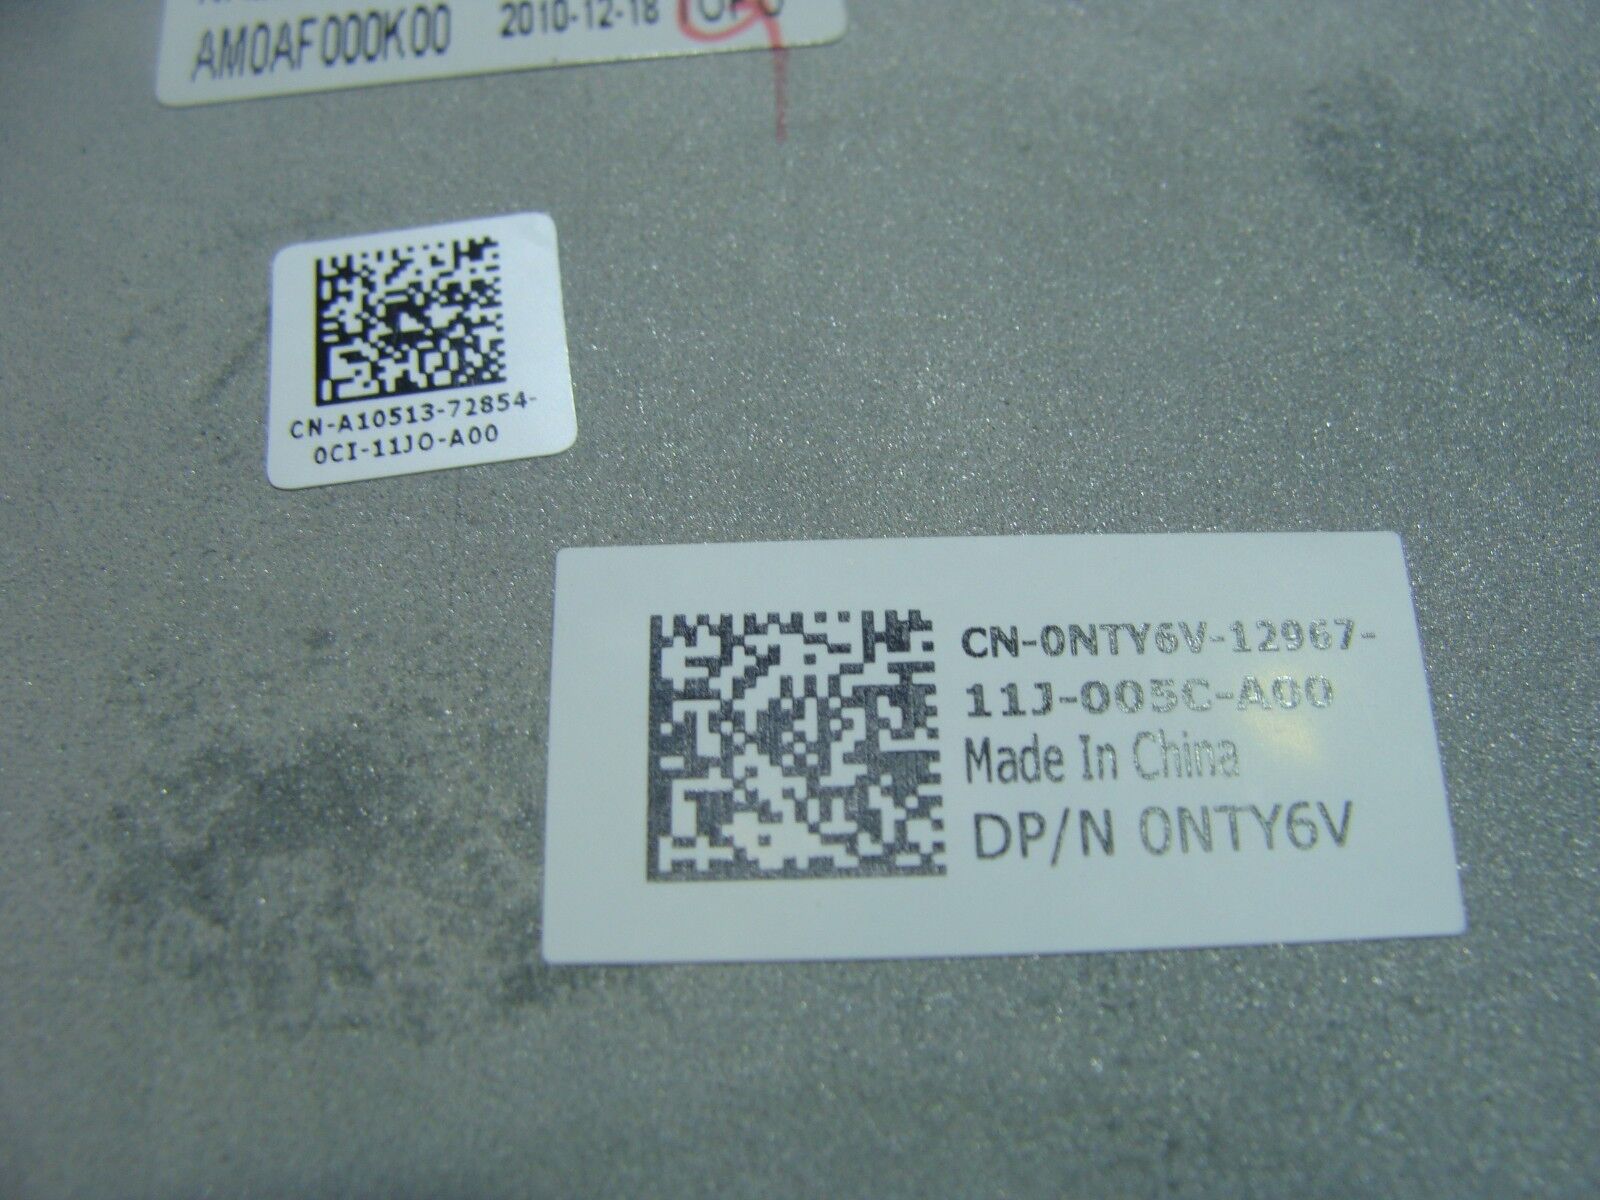 AM0AF000K00 2010-12-18
CN-A10513-72854-
0CI-11JO-A00
CN-0NTY6V-12967-
11J-005C-A00
Made In China
DP/N 0NTY6V